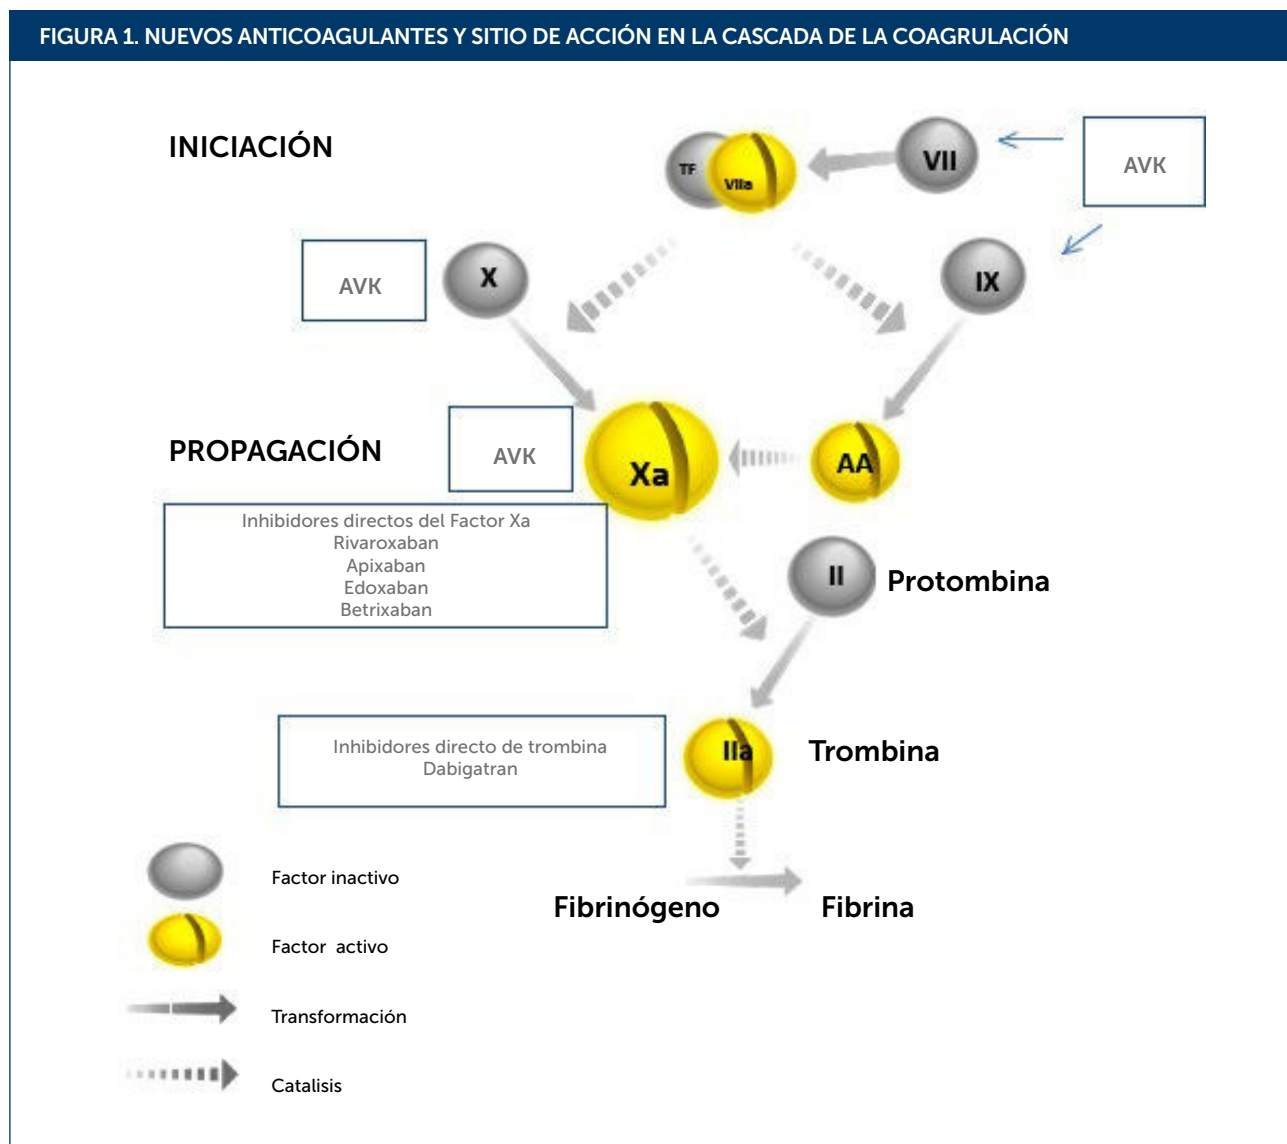 FIGURA 1. NUEVOS ANTICOAGULANTES Y SITIO DE ACCIÓN EN LA CASCADA DE LA COAGRULACIÓN
INICIACIÓN
TF
VIIa
VII
AVK
AVK
X
IX
PROPAGACIÓN
AVK
Xa
AA
Inhibidores directos del Factor Xa
Rivaroxaban
Apixaban
Edoxaban
Betrixaban
II
Protombina
Inhibidores directo de trombina
Dabigatran
IIa
Trombina
Factor inactivo
Fibrinógeno
Fibrina
Factor activo
Transformación
Catalisis